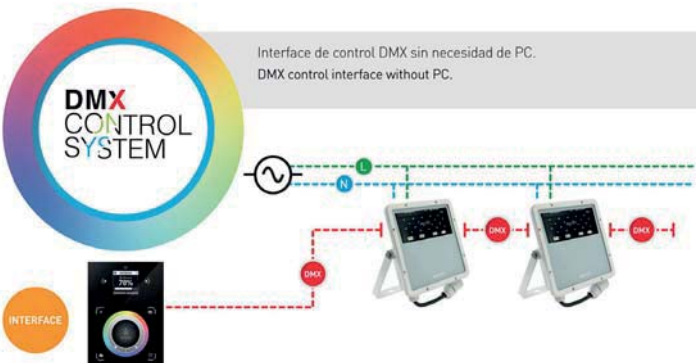 Interface de control DMX sin necesidad de PC.
DMX control interface without PC.
DMX
CONTROL
SYSTEM
L
N
DMX
DMX
DMX
INTERFACE
70%